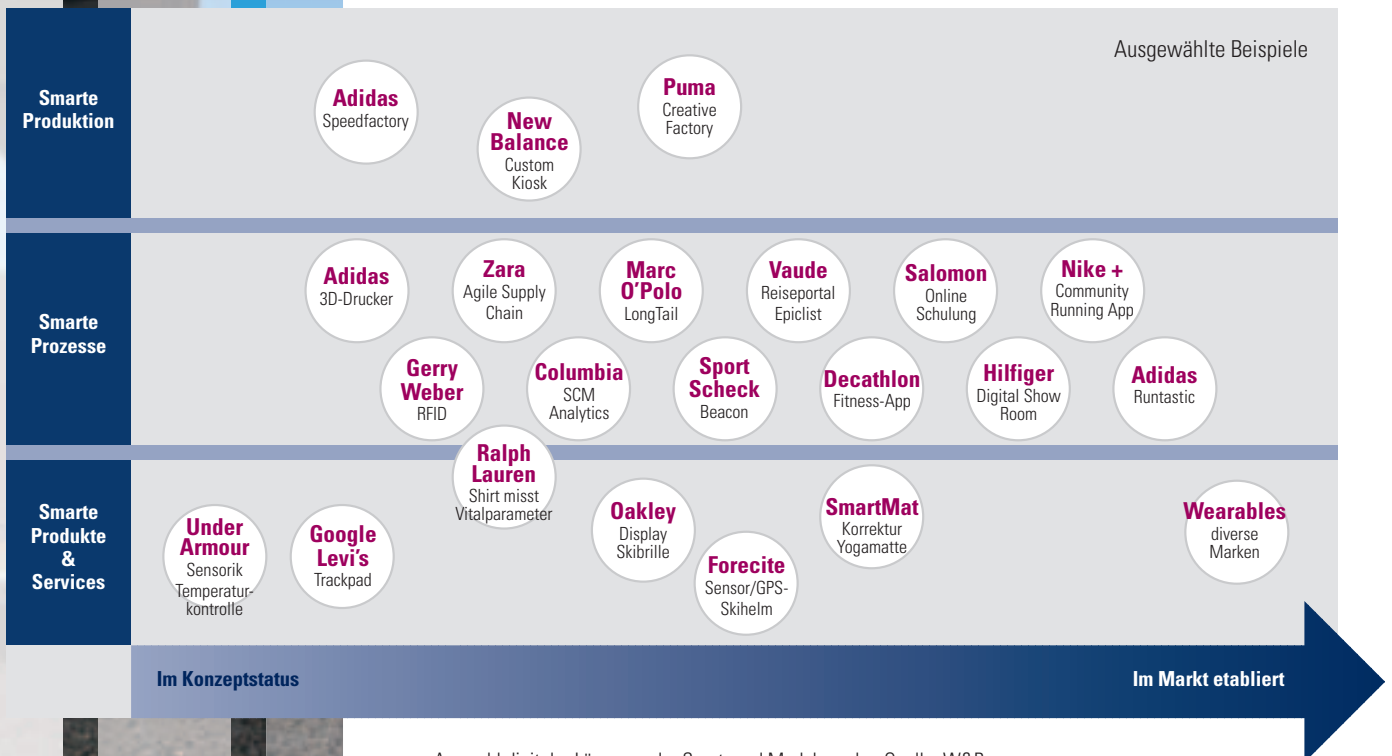 Ausgewählte Beispiele
Smarte
Produktion
Adidas
Speedfactory
New
Balance
Custom
Kiosk
Puma
Creative
Factory
Smarte
Prozesse
Adidas
3D-Drucker
Zara
Agile Supply
Chain
Marc
O'Polo
LongTail
Vaude
Reiseportal
Epiclist
Salomon
Online
Schulung
Nike +
Community
Running App
Gerry
Weber
RFID
Columbia
SCM
Analytics
Sport
Scheck
Beacon
Decathlon
Fitness-App
Hilfiger
Digital Show
Room
Adidas
Runtastic
Smarte
Produkte
&
Services
Under
Armour
Sensorik
Temperatur-
kontrolle
Google
Levi's
Trackpad
Ralph
Lauren
Shirt misst
Vitalparameter
Oakley
Display
Skibrille
Forecite
Sensor/GPS-
Skihelm
SmartMat
Korrektur
Yogamatte
Wearables
diverse
Marken
Im Konzeptstatus
Im Markt etabliert